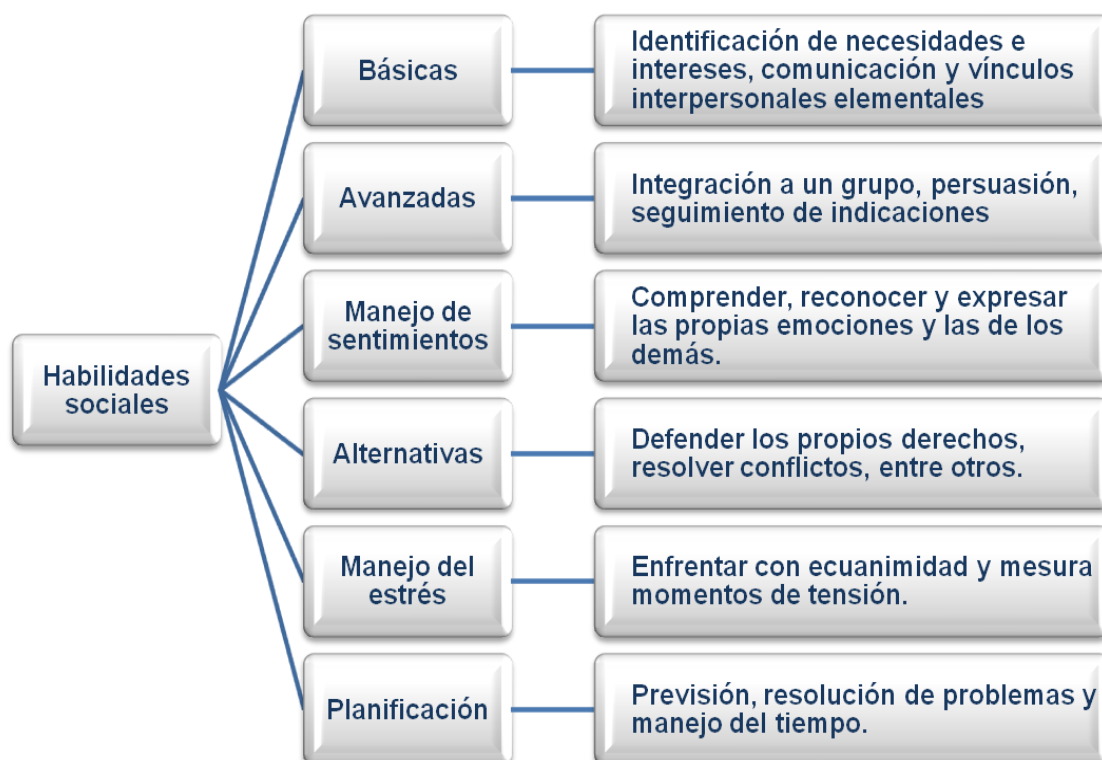 Habilidades
sociales
Básicas
Identificación de necesidades e
intereses, comunicación y vínculos
interpersonales elementales
Avanzadas
Integración a un grupo, persuasión,
seguimiento de indicaciones
Manejo de
sentimientos
Comprender, reconocer y expresar
las propias emociones y las de los
demás.
Alternativas
Defender los propios derechos,
resolver conflictos, entre otros.
Manejo del
estrés
Enfrentar con ecuanimidad y mesura
momentos de tensión.
Planificación
Previsión, resolución de problemas y
manejo del tiempo.